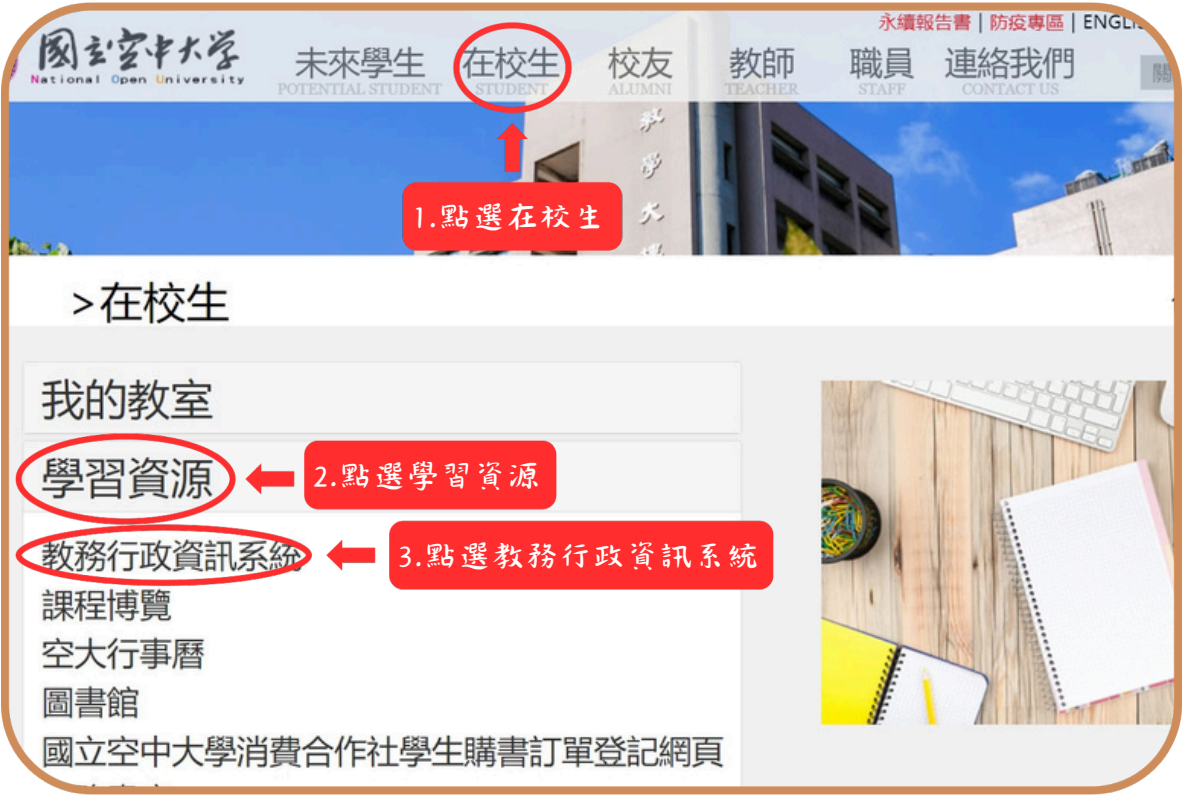 永續報告書 | 防疫專區 |
國立空中大學
National Open University
未來學生 在校生 校友 教師 職員 連絡我們
POTENTIAL STUDENT STUDENT ALUMNI TEACHER STAFF CONTACT US
教學大
1.點選在校生
>在校生
我的教室
學習資源
2.點選學習資源
教務行政資訊系統
3.點選教務行政資訊系統
課程博覽
空大行事曆
圖書館
國立空中大學消費合作社學生購書訂單登記網頁